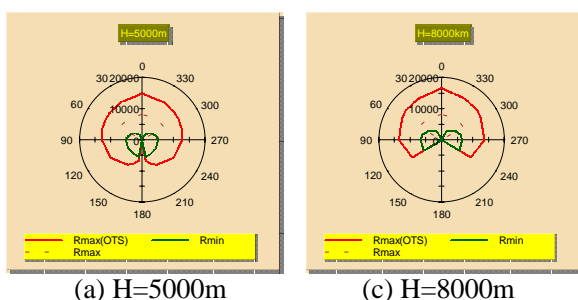 H=5000m
0
30 20000 330
60 300
10000
90 0 270
120 240
150 210
180
Rmax(OTS) Rmin
Rmax
(a) H=5000m
H=8000km
0
30 20000 330
60 300
10000
90 0 270
120 240
150 210
180
Rmax(OTS) Rmin
Rmax
(c) H=8000m